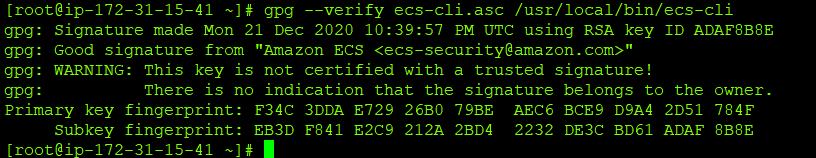 [root@ip-172-31-15-41 ~]# gpg --verify ecs-cli.asc /usr/local/bin/ecs-cli
gpg: Signature made Mon 21 Dec 2020 10:39:57 PM UTC using RSA key ID ADAF8B8E
gpg: Good signature from "Amazon ECS <ecs-security@amazon.com>"
gpg: WARNING: This key is not certified with a trusted signature!
gpg:          There is no indication that the signature belongs to the owner.
Primary key fingerprint: F34C 3DDA E729 26B0 79BE  AEC6 BCE9 D9A4 2D51 784F
     Subkey fingerprint: EB3D F841 E2C9 212A 2BD4  2232 DE3C BD61 ADAF 8B8E
[root@ip-172-31-15-41 ~]#